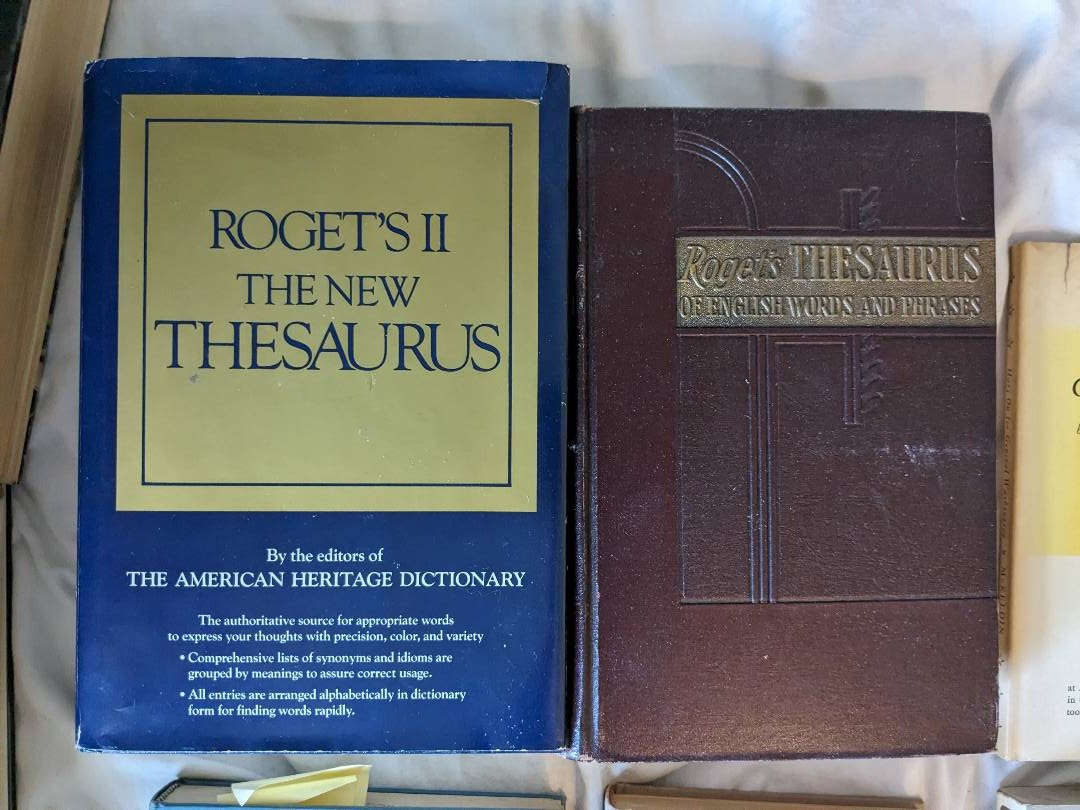 ROGET'S II
THE NEW
THESAURUS
By the editors of
THE AMERICAN HERITAGE DICTIONARY
The authoritative source for appropriate words
to express your thoughts with precision, color, and variety
• Comprehensive lists of synonyms and idioms are
grouped by meanings to assure correct usage.
• All entries are arranged alphabetically in dictionary
form for finding words rapidly.
Roget's THESAURUS
OF ENGLISH WORDS AND PHRASES
at
in
too